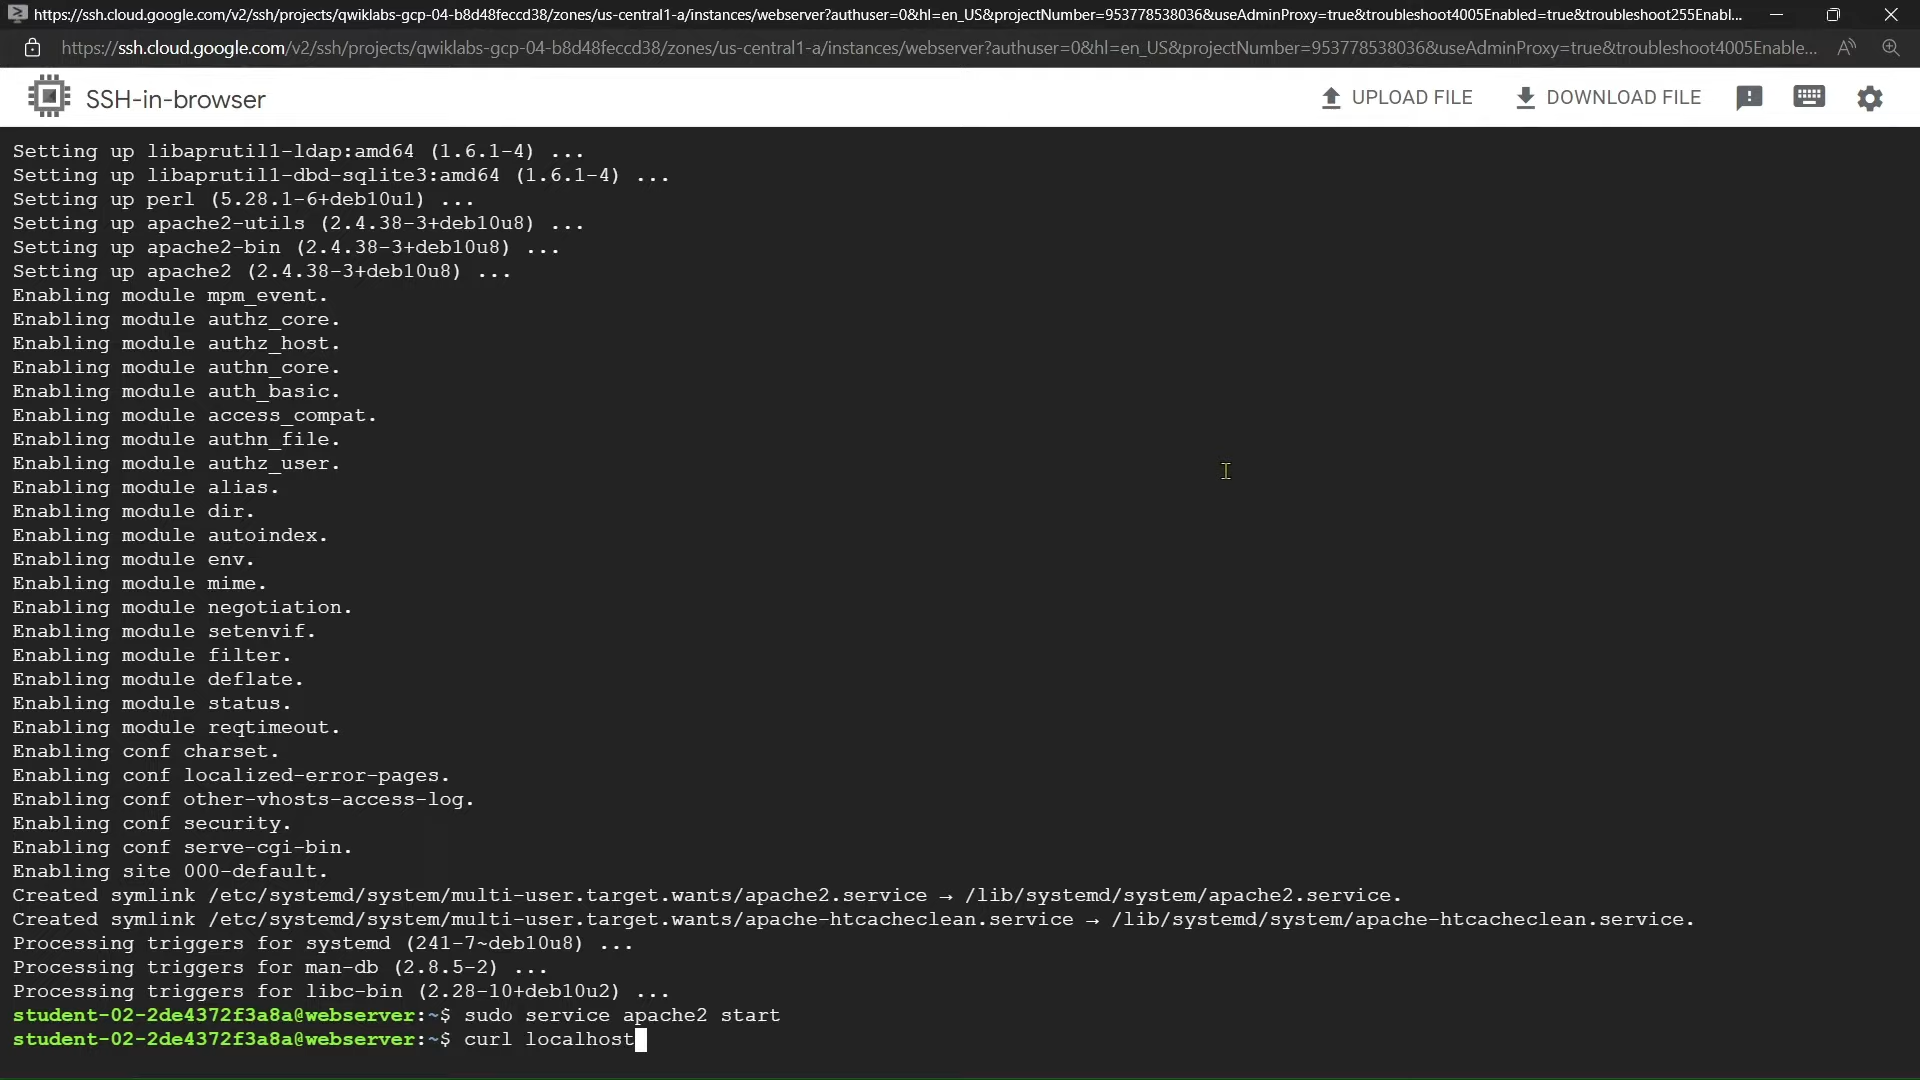 https://ssh.cloud.google.com/v2/ssh/projects/qwiklabs-gcp-04-b8d48feccd38/zones/us-central1-a/instances/webserver?authuser=0&hl=en_US&projectNumber=953778538036&useAdminProxy=true&troubleshoot4005Enabled=true&troubleshoot255Enabl...
https://ssh.cloud.google.com/v2/ssh/projects/qwiklabs-gcp-04-b8d48feccd38/zones/us-central1-a/instances/webserver?authuser=0&hl=en_US&projectNumber=953778538036&useAdminProxy=true&troubleshoot4005Enable...
SSH-in-browser
UPLOAD FILE
DOWNLOAD FILE
Setting up libaprutil1-ldap:amd64 (1.6.1-4) ...
Setting up libaprutil1-dbd-sqlite3:amd64 (1.6.1-4) ...
Setting up perl (5.28.1-6+deb10u1) ...
Setting up apache2-utils (2.4.38-3+deb10u8) ...
Setting up apache2-bin (2.4.38-3+deb10u8) ...
Setting up apache2 (2.4.38-3+deb10u8) ...
Enabling module mpm_event.
Enabling module authz_core.
Enabling module authz_host.
Enabling module authn_core.
Enabling module auth_basic.
Enabling module access_compat.
Enabling module authn_file.
Enabling module authz_user.
Enabling module alias.
Enabling module dir.
Enabling module autoindex.
Enabling module env.
Enabling module mime.
Enabling module negotiation.
Enabling module setenvif.
Enabling module filter.
Enabling module deflate.
Enabling module status.
Enabling module reqtimeout.
Enabling conf charset.
Enabling conf localized-error-pages.
Enabling conf other-vhosts-access-log.
Enabling conf security.
Enabling conf serve-cgi-bin.
Enabling site 000-default.
Created symlink /etc/systemd/system/multi-user.target.wants/apache2.service → /lib/systemd/system/apache2.service.
Created symlink /etc/systemd/system/multi-user.target.wants/apache-htcacheclean.service → /lib/systemd/system/apache-htcacheclean.service.
Processing triggers for systemd (241-7~deb10u8) ...
Processing triggers for man-db (2.8.5-2) ...
Processing triggers for libc-bin (2.28-10+deb10u2) ...
student-02-2de4372f3a8a@webserver:~$ sudo service apache2 start
student-02-2de4372f3a8a@webserver:~$ curl localhost